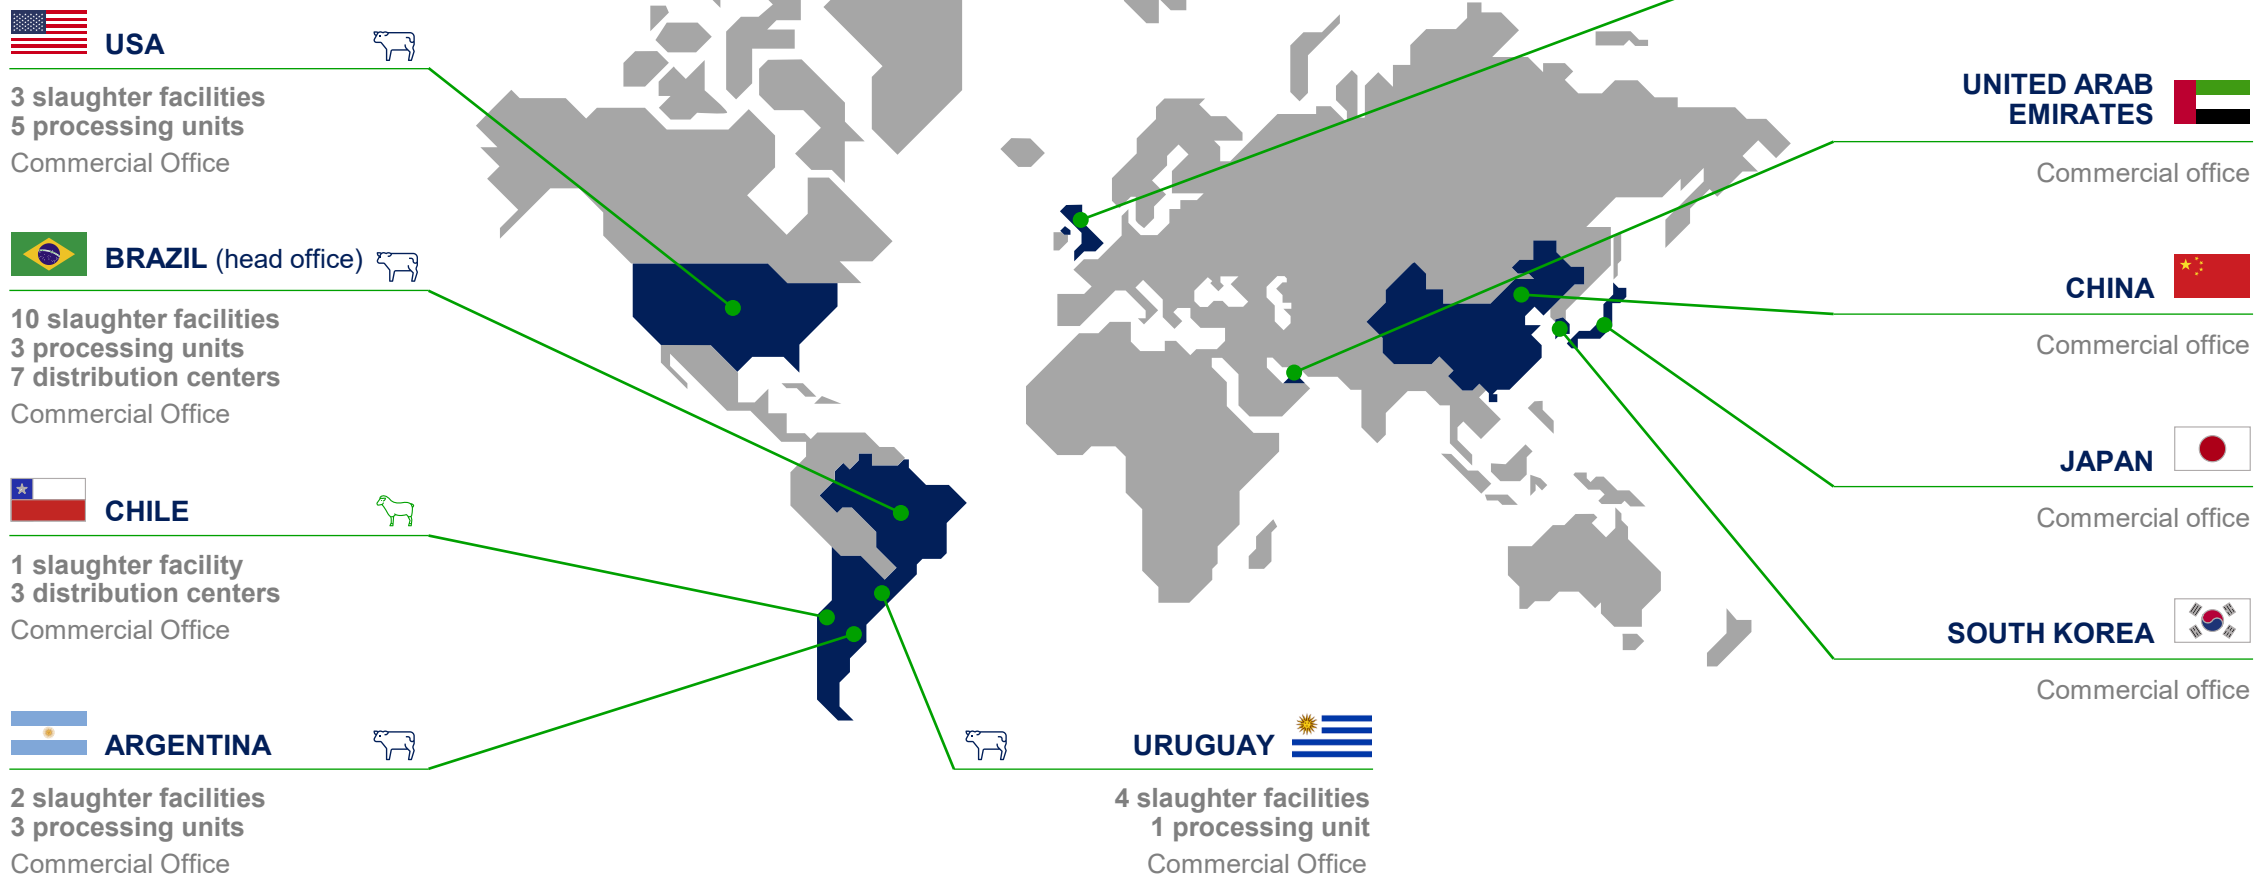 USA
3 slaughter facilities
5 processing units
Commercial Office
BRAZIL (head office)
10 slaughter facilities
3 processing units
7 distribution centers
Commercial Office
CHILE
1 slaughter facility
3 distribution centers
Commercial Office
ARGENTINA
2 slaughter facilities
3 processing units
Commercial Office
URUGUAY
4 slaughter facilities
1 processing unit
Commercial Office
UNITED ARAB
EMIRATES
Commercial office
CHINA
Commercial office
JAPAN
Commercial office
SOUTH KOREA
Commercial office